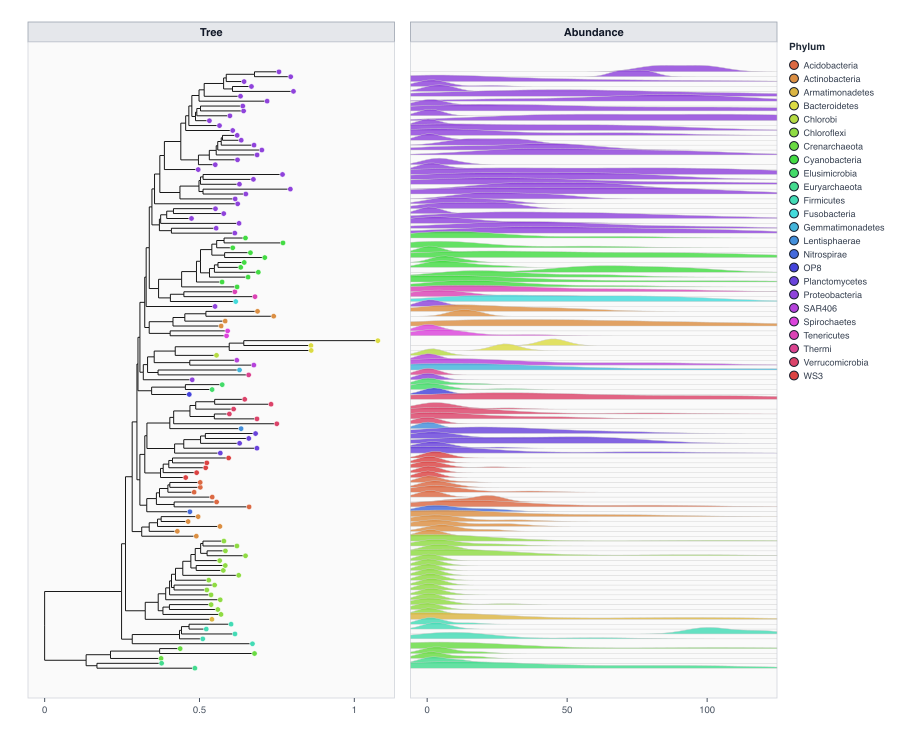 Tree
Abundance
Phylum
Acidobacteria
Actinobacteria
Armatimonadetes
Bacteroidetes
Chlorobi
Chloroflexi
Crenarchaeota
Cyanobacteria
Elusimicrobia
Euryarchaeota
Firmicutes
Fusobacteria
Gemmatimonadetes
Lentisphaerae
Nitrospirae
OP8
Planctomycetes
Proteobacteria
SAR406
Spirochaetes
Tenericutes
Thermi
Verrucomicrobia
WS3
0 0.5 1
0 50 100